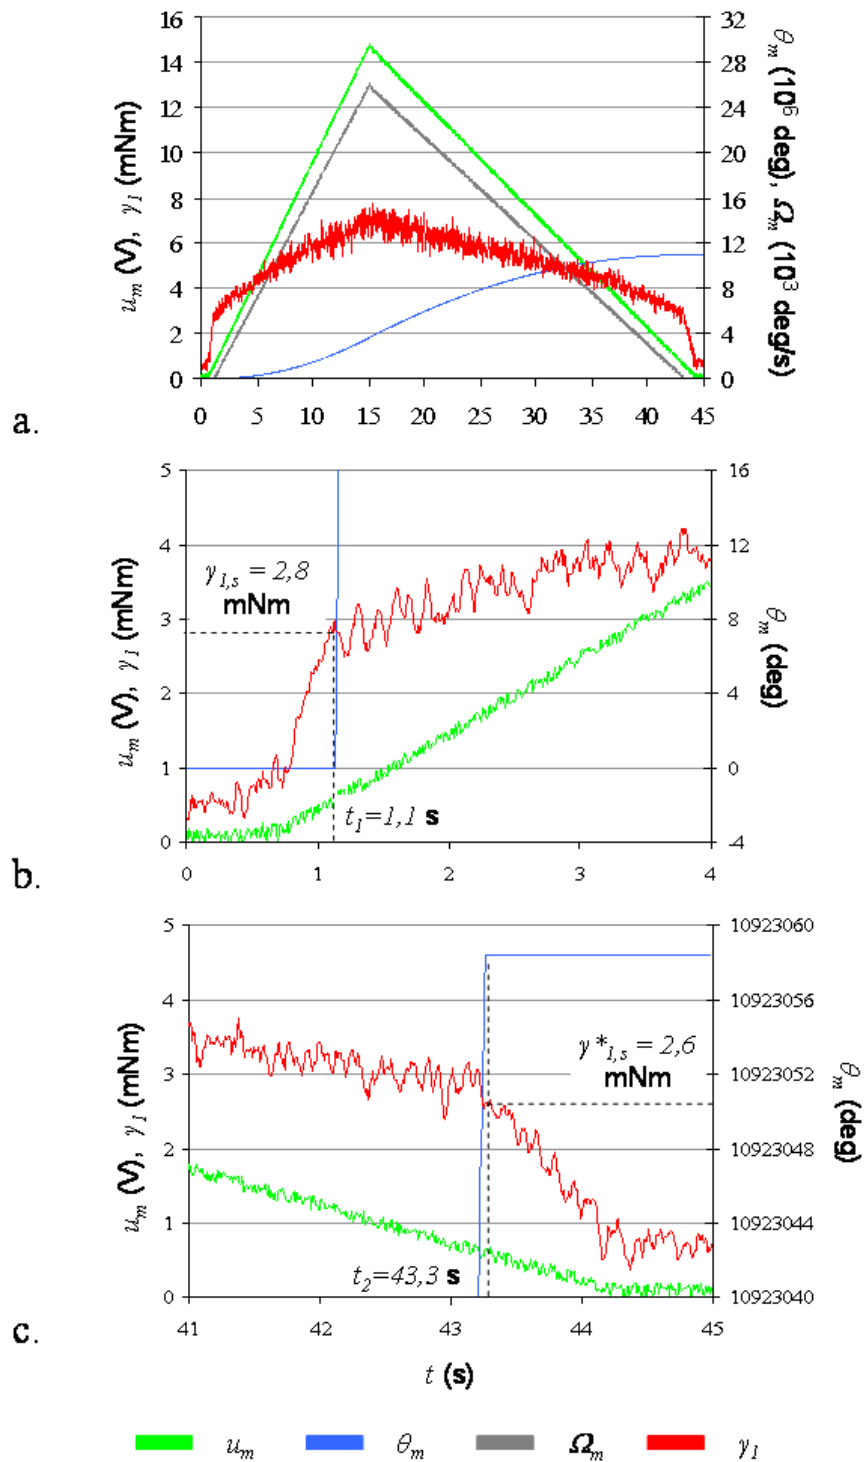 16
14
12
10
8
6
4
2
0
u_m (V), γ_1 (mNm)
32
28
24
20
16
12
8
4
0
θ_m (10^6 deg), Ω_m (10^3 deg/s)
0 5 10 15 20 25 30 35 40 45
a.
5
4
3
2
1
0
u_m (V), γ_1 (mNm)
γ_1,s = 2,8
mNm
t_1=1,1 s
16
12
8
4
0
-4
θ_m (deg)
0 1 2 3 4
b.
5
4
3
2
1
0
u_m (V), γ_1 (mNm)
γ*_1,s = 2,6
mNm
t_2=43,3 s
10923060
10923056
10923052
10923048
10923044
10923040
θ_m (deg)
41 42 43 44 45
c.
t (s)
u_m θ_m Ω_m γ_1